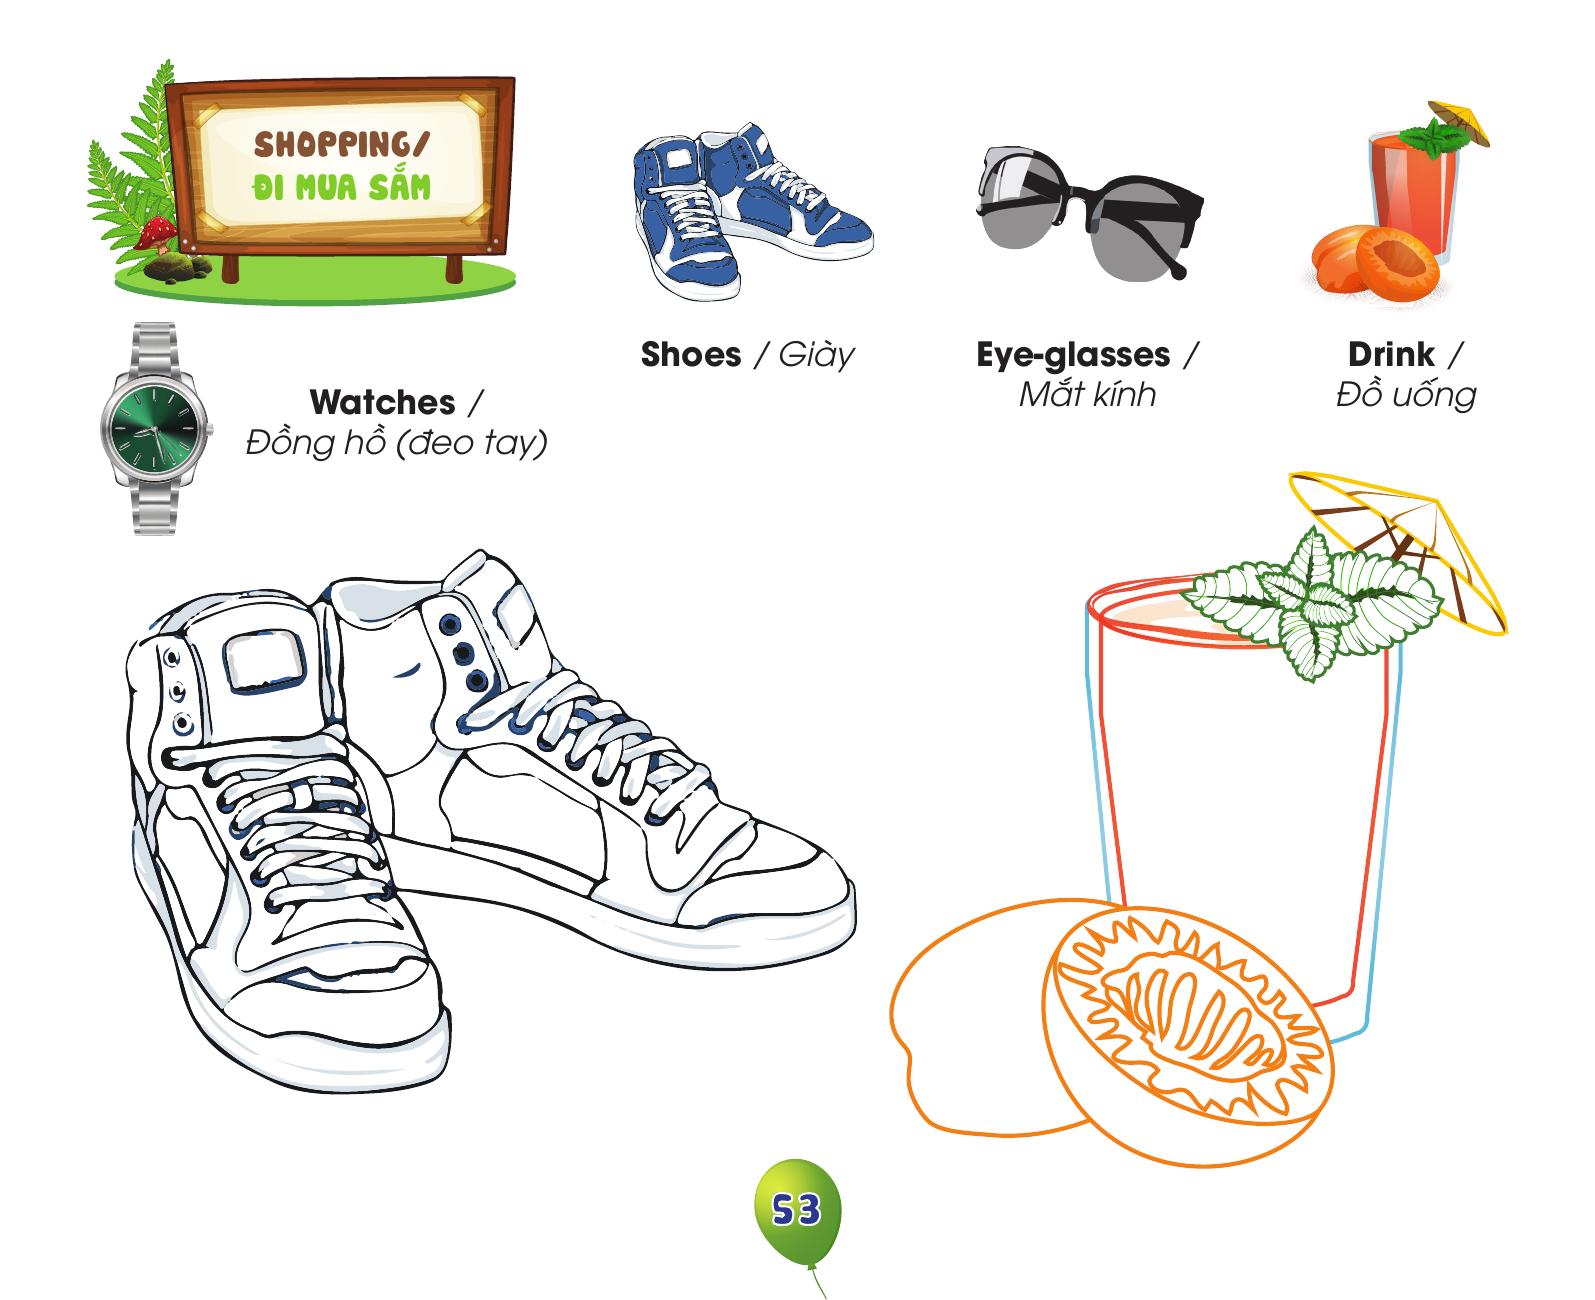 SHOPPING/
ĐI MUA SẮM
Shoes / Giày
Eye-glasses /
Mắt kính
Drink /
Đồ uống
Watches /
Đồng hồ (đeo tay)
53